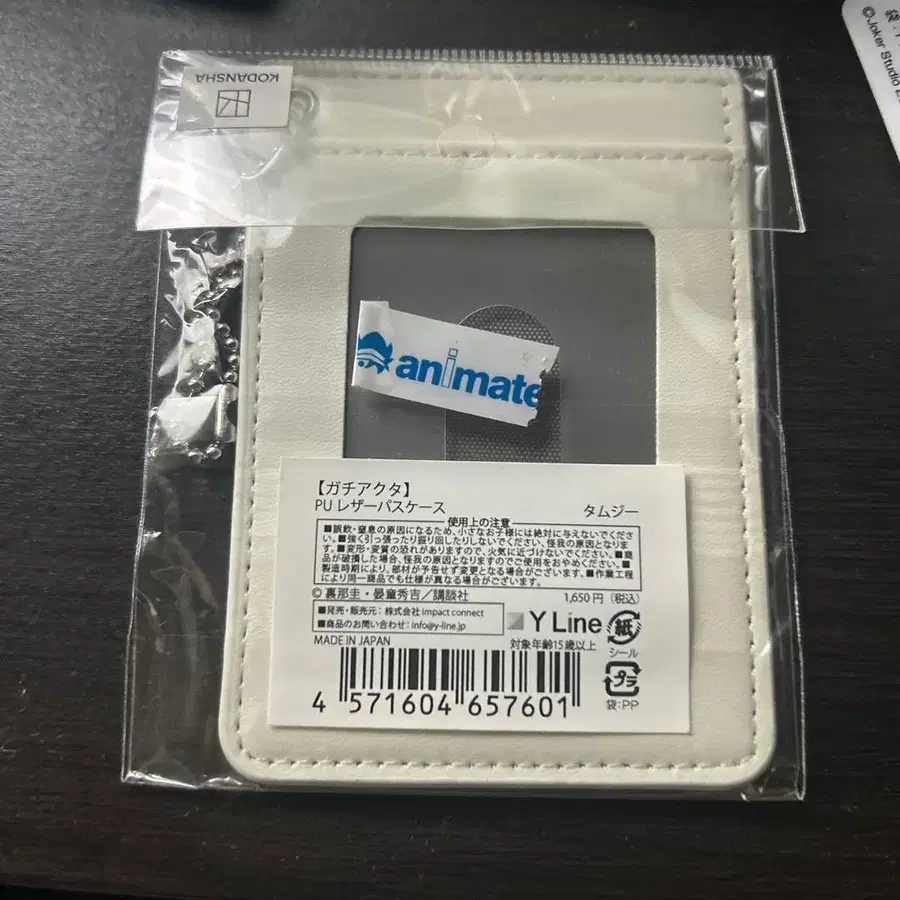 KODANSHA
袋：P
©Joker Studio
animate
【ガチアクタ】
PU レザーパスケース タムジー
使用上の注意
■誤飲・窒息の原因になるため、小さなお子様には絶対に与えないでくださ
い。■強く引っ張ったり振り回したりしないでください、怪我の原因となりま
す。■変形・変質の恐れがありますので、火気に近づけないでください。■商
品が破損した場合、怪我の原因となりますのでご使用をおやめください。■
製造時期により、部材が予告せず変更となる場合がございます。■作業工程
により同一商品でも仕様が異なる場合がございます。
©裏那圭・晏童秀吉／講談社 1,650円（税込）
■発売・販売元：株式会社 impact connect
■商品のお問い合わせ：info@y-line.jp
Y Line
紙
シール
MADE IN JAPAN 対象年齢15歳以上
プラ
袋:PP
4 571604 657601